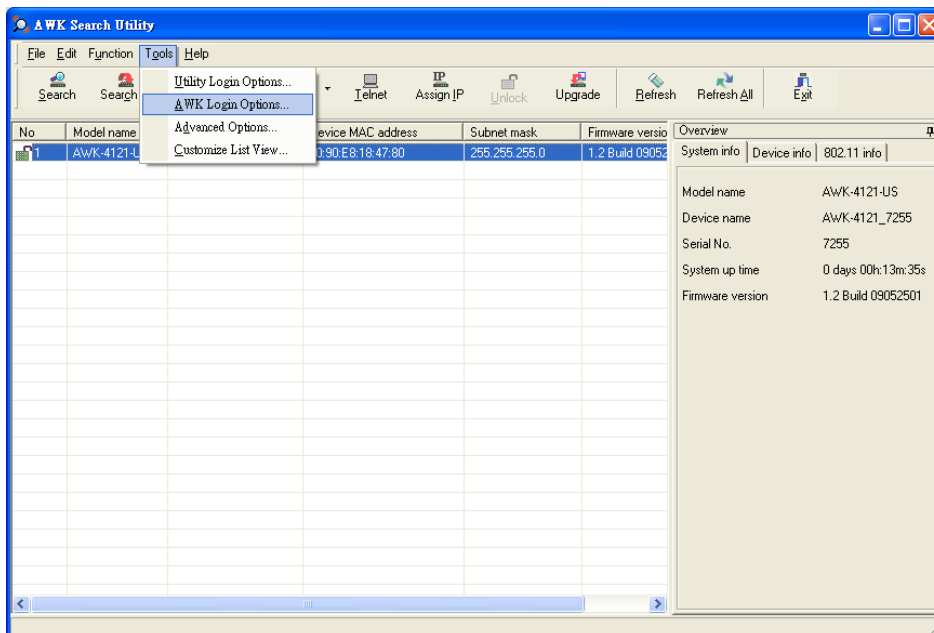 AWK Search Utility
File Edit Function Tools Help
Search Search Telnet Assign IP Unlock Upgrade Refresh Refresh All Exit
Utility Login Options...
AWK Login Options...
Advanced Options...
Customize List View...
No Model name evice MAC address Subnet mask Firmware versio
1 AWK-4121-U 0:90:E8:18:47:80 255.255.255.0 1.2 Build 09052
Overview
System info Device info 802.11 info
Model name AWK-4121-US
Device name AWK-4121_7255
Serial No. 7255
System up time 0 days 00h:13m:35s
Firmware version 1.2 Build 09052501